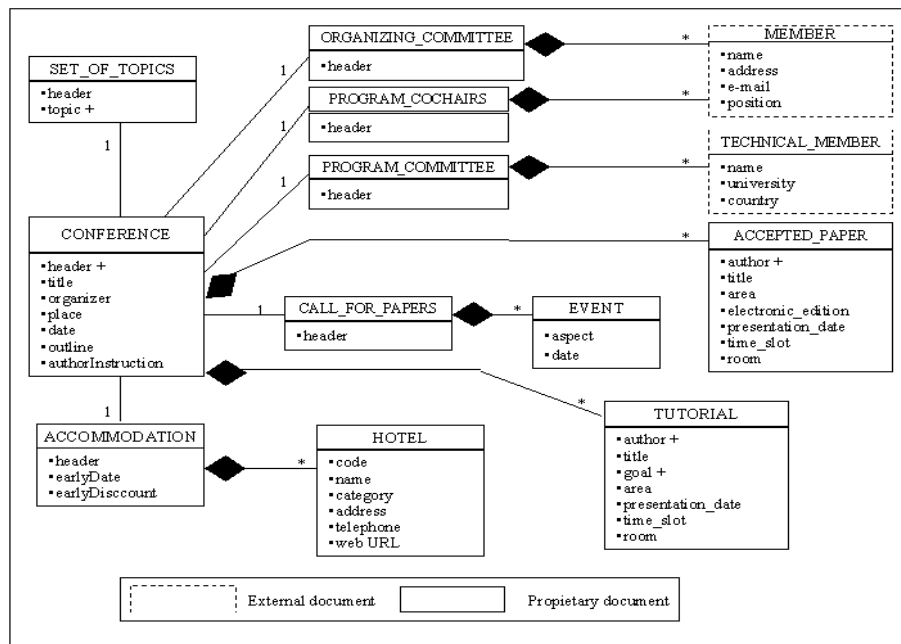 ORGANIZING_COMMITTEE
▪header
*
1
MEMBER
▪name
▪address
▪e-mail
▪position
SET_OF_TOPICS
▪header
▪topic +
1
PROGRAM_COCHAIRS
▪header
*
1
PROGRAM_COMMITTEE
▪header
*
1
TECHNICAL_MEMBER
▪name
▪university
▪country
CONFERENCE
▪header +
▪title
▪organizer
▪place
▪date
▪outline
▪authorInstruction
*
ACCEPTED_PAPER
▪author +
▪title
▪area
▪electronic_edition
▪presentation_date
▪time_slot
▪room
1
CALL_FOR_PAPERS
▪header
*
EVENT
▪aspect
▪date
1
ACCOMMODATION
▪header
▪earlyDate
▪earlyDisccount
*
HOTEL
▪code
▪name
▪category
▪address
▪telephone
▪web URL
*
TUTORIAL
▪author +
▪title
▪goal +
▪area
▪presentation_date
▪time_slot
▪room
External document
Propietary document